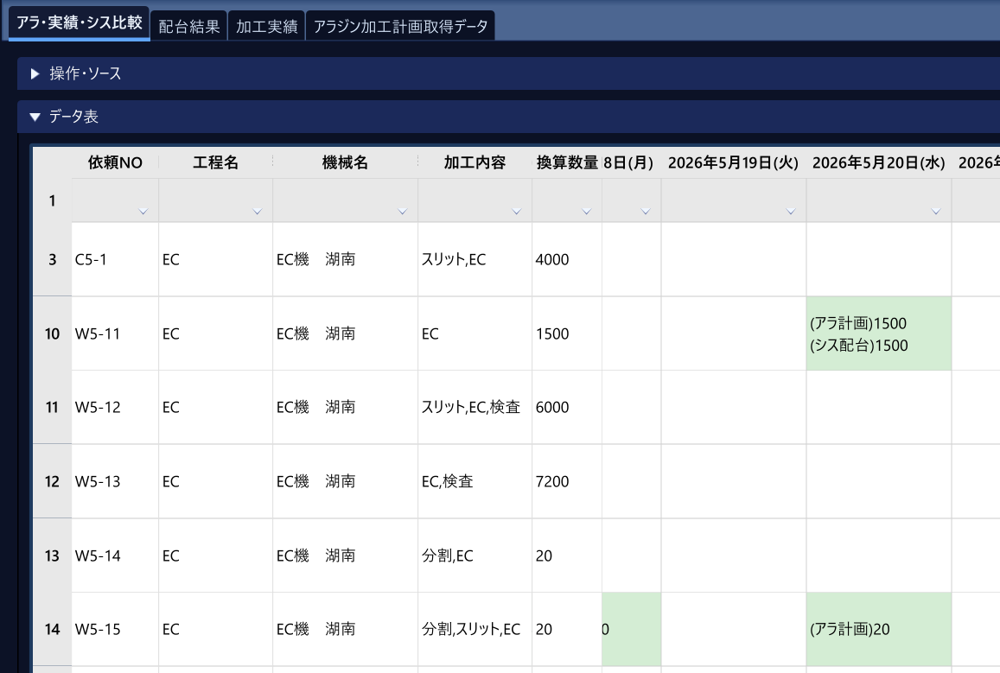 アラ・実績・シス比較 配台結果 加工実績 アラジン加工計画取得データ
操作・ソース
データ表
依頼NO 工程名 機械名 加工内容 換算数量 8日(月) 2026年5月19日(火) 2026年5月20日(水) 2026年
1
3 C5-1 EC EC機　湖南 スリット,EC 4000
10 W5-11 EC EC機　湖南 EC 1500 (アラ計画)1500
(シス配台)1500
11 W5-12 EC EC機　湖南 スリット,EC,検査 6000
12 W5-13 EC EC機　湖南 EC,検査 7200
13 W5-14 EC EC機　湖南 分割,EC 20
14 W5-15 EC EC機　湖南 分割,スリット,EC 20 0 (アラ計画)20